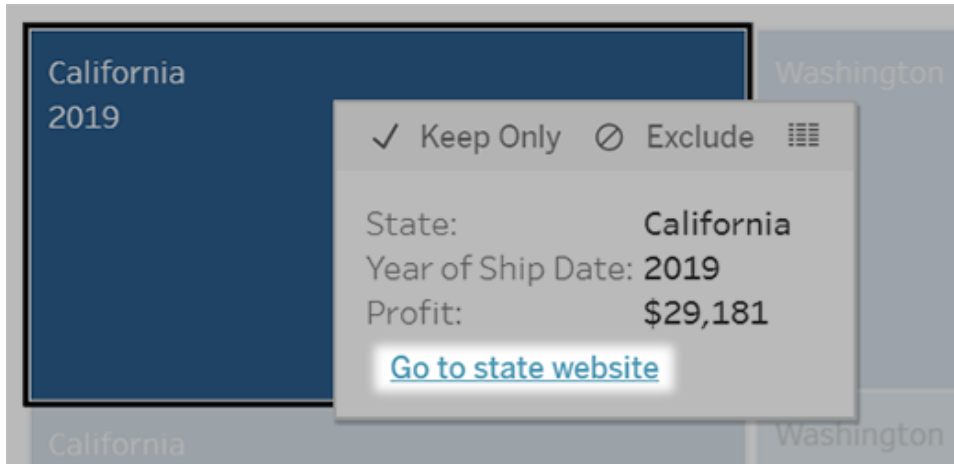 California
2019
Washington
Keep Only Exclude
State: California
Year of Ship Date: 2019
Profit: $29,181
Go to state website
California
Washington